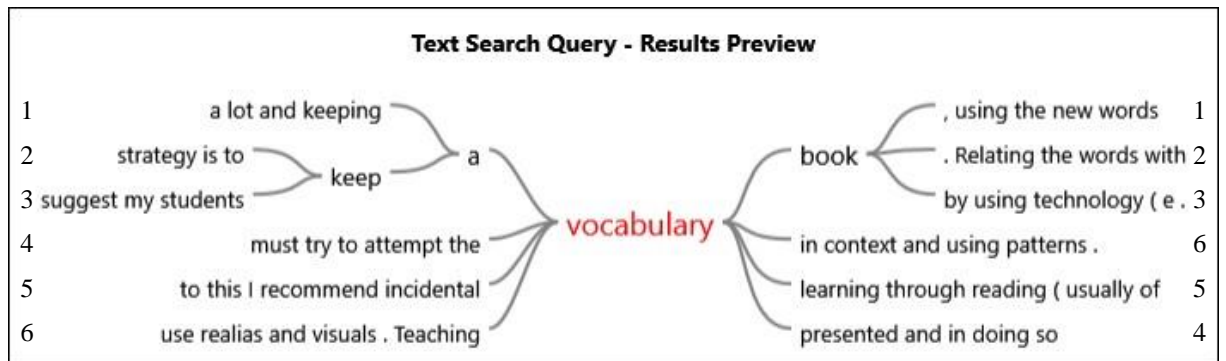 Text Search Query - Results Preview
1 a lot and keeping , using the new words 1
2 strategy is to a book . Relating the words with 2
keep
3 suggest my students by using technology ( e . 3
vocabulary
4 must try to attempt the in context and using patterns . 6
5 to this I recommend incidental learning through reading ( usually of 5
6 use realias and visuals . Teaching presented and in doing so 4